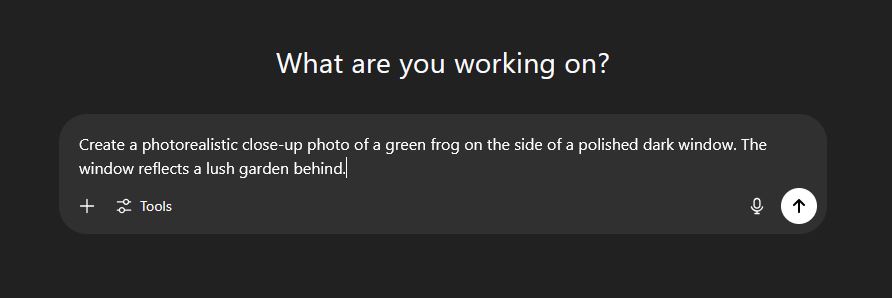 What are you working on?
Create a photorealistic close-up photo of a green frog on the side of a polished dark window. The
window reflects a lush garden behind.
Tools